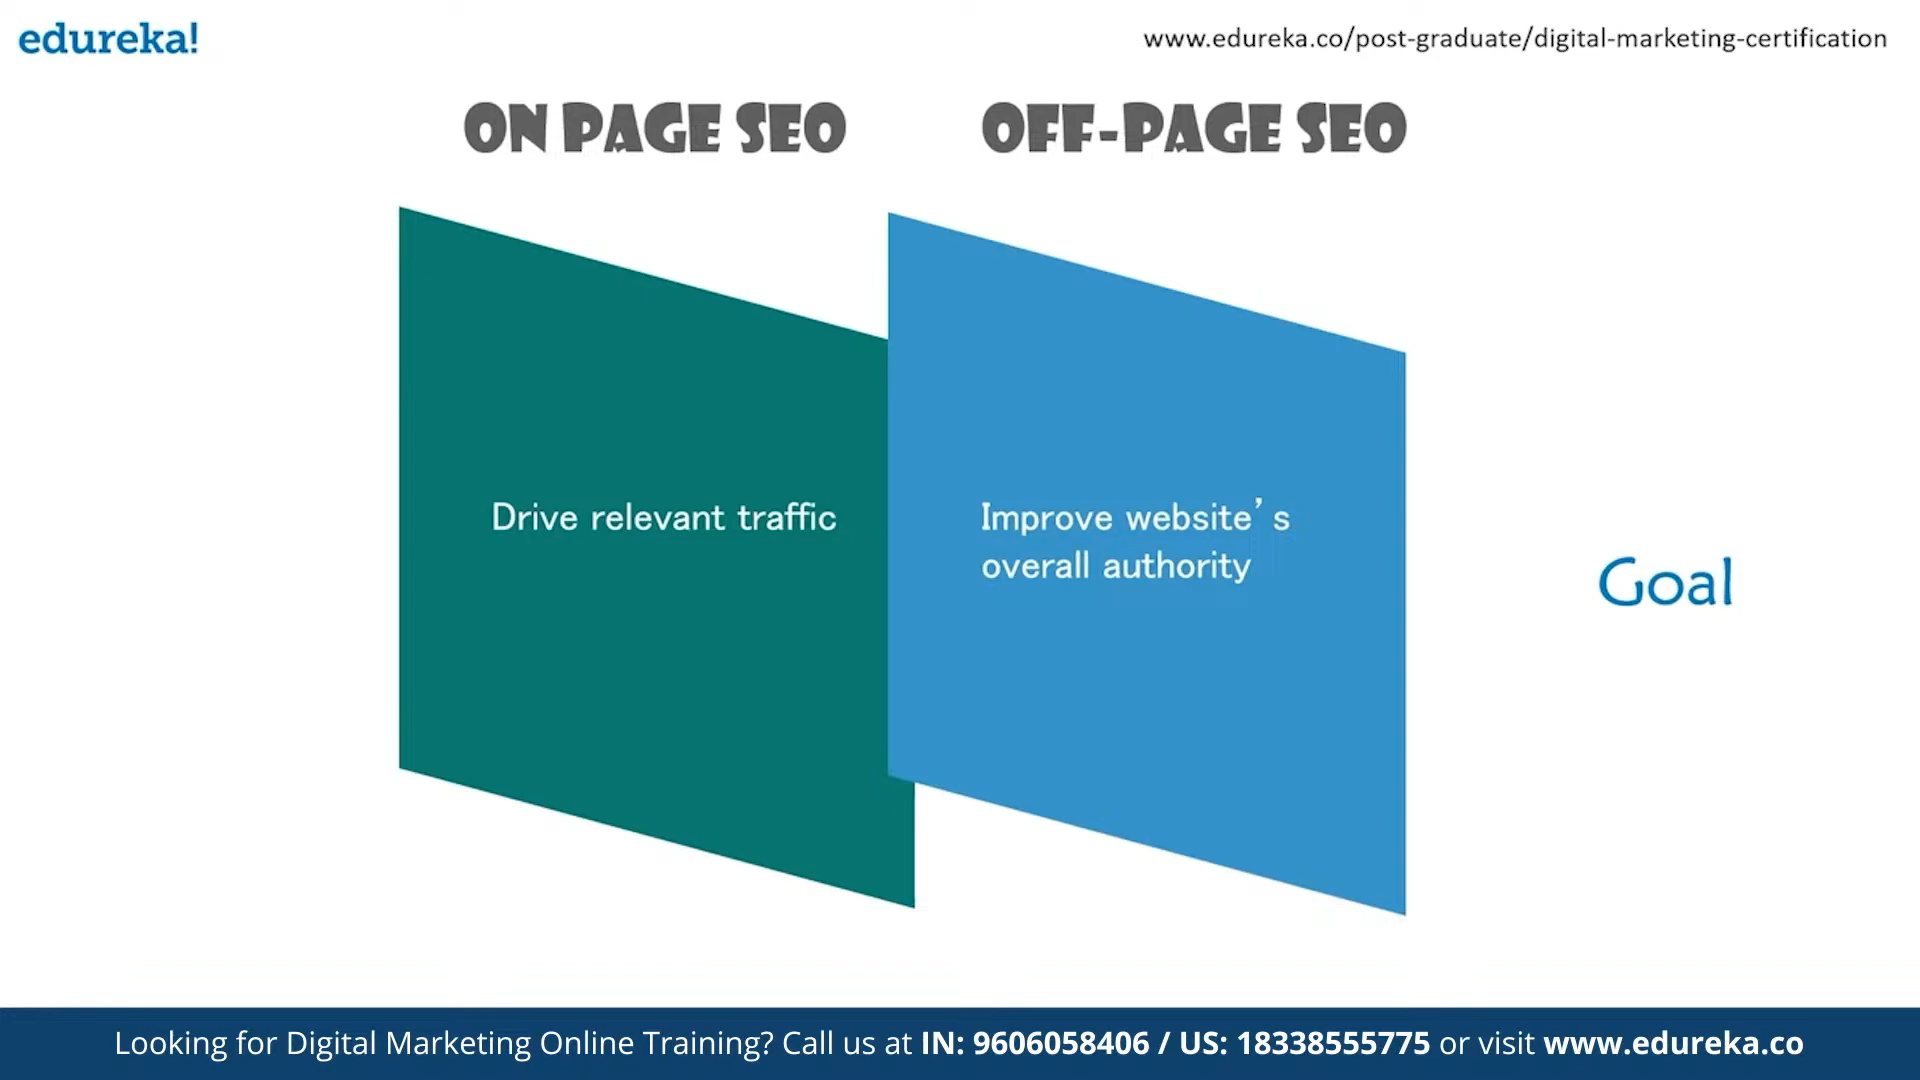 edureka!
www.edureka.co/post-graduate/digital-marketing-certification
ON PAGE SEO
OFF-PAGE SEO
Drive relevant traffic
Improve website’s
overall authority
Goal
Looking for Digital Marketing Online Training? Call us at IN: 9606058406 / US: 18338555775 or visit www.edureka.co